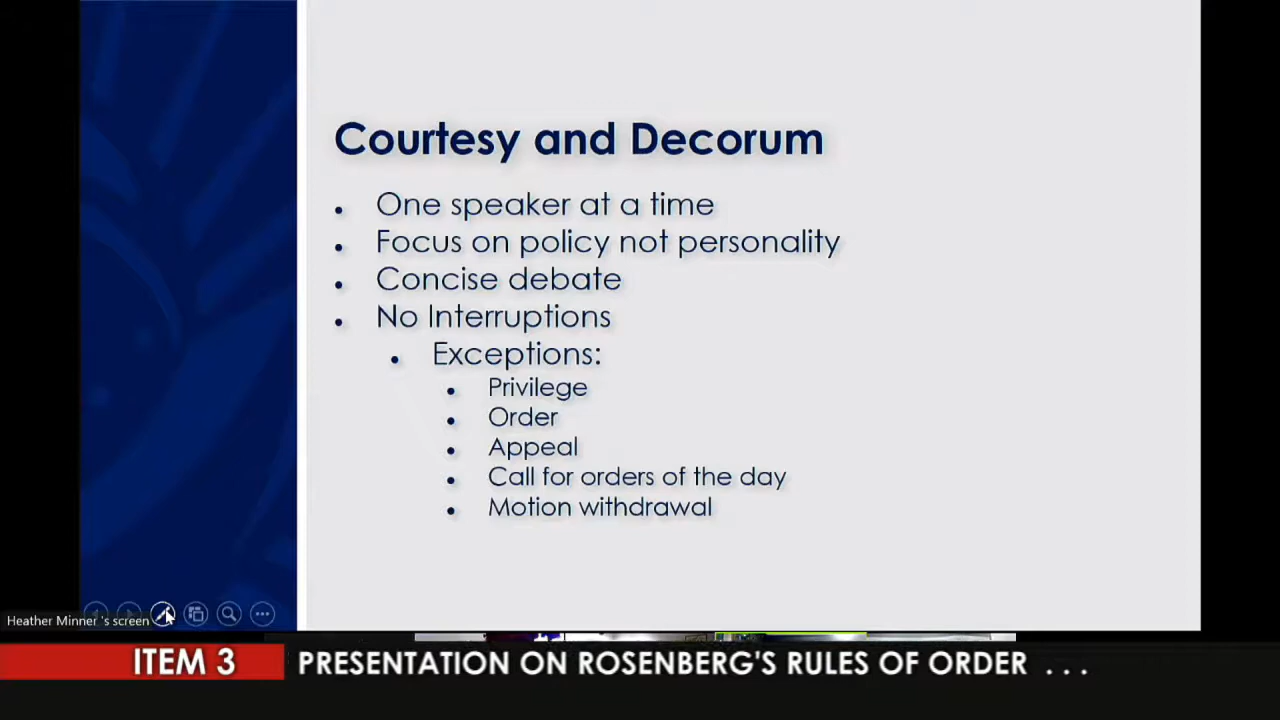 Courtesy and Decorum
• One speaker at a time
• Focus on policy not personality
• Concise debate
• No Interruptions
• Exceptions:
• Privilege
• Order
• Appeal
• Call for orders of the day
• Motion withdrawal
Heather Minner 's screen
ITEM 3 PRESENTATION ON ROSENBERG'S RULES OF ORDER . . .